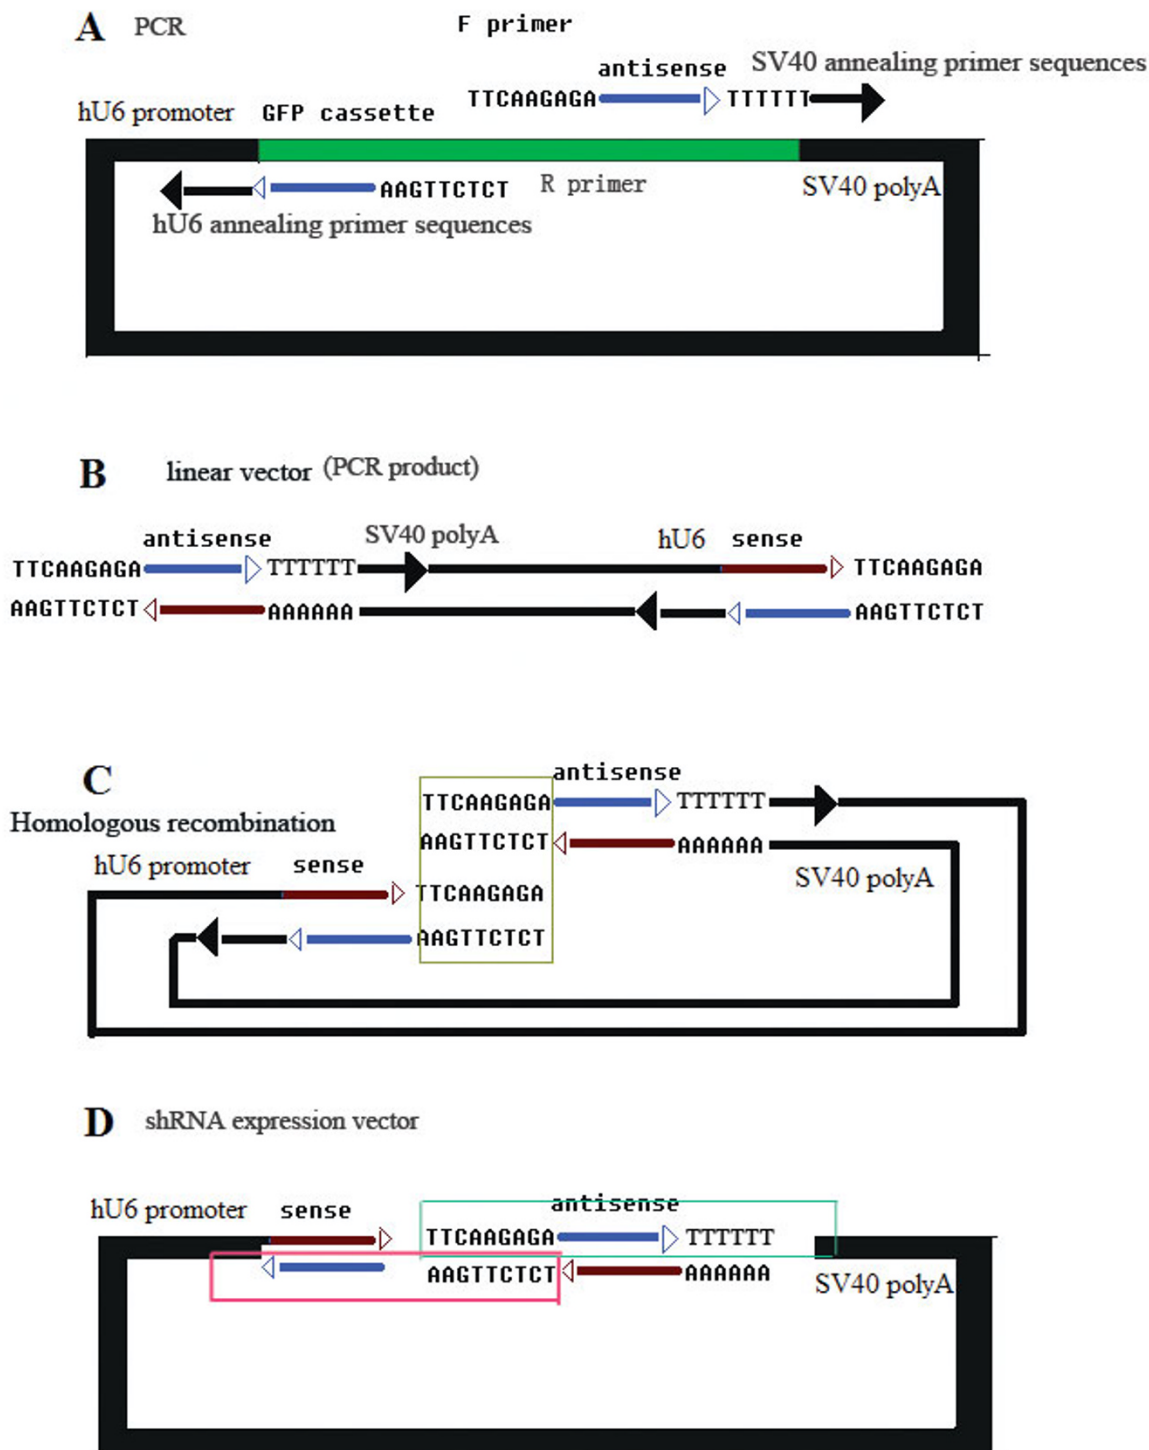 A PCR
F primer
antisense SV40 annealing primer sequences
TTCAAGAGA TTTTTT
hU6 promoter GFP cassette
AAGTTCTCT R primer SV40 polyA
hU6 annealing primer sequences
B linear vector (PCR product)
antisense SV40 polyA hU6 sense
TTCAAGAGA TTTTTT TTCAAGAGA
AAGTTCTCT AAAAAA AAGTTCTCT
C
antisense
TTCAAGAGA TTTTTT
Homologous recombination
AAGTTCTCT AAAAAA
hU6 promoter sense SV40 polyA
TTCAAGAGA
AAGTTCTCT
D shRNA expression vector
hU6 promoter sense antisense
TTCAAGAGA TTTTTT
AAGTTCTCT AAAAAA
SV40 polyA